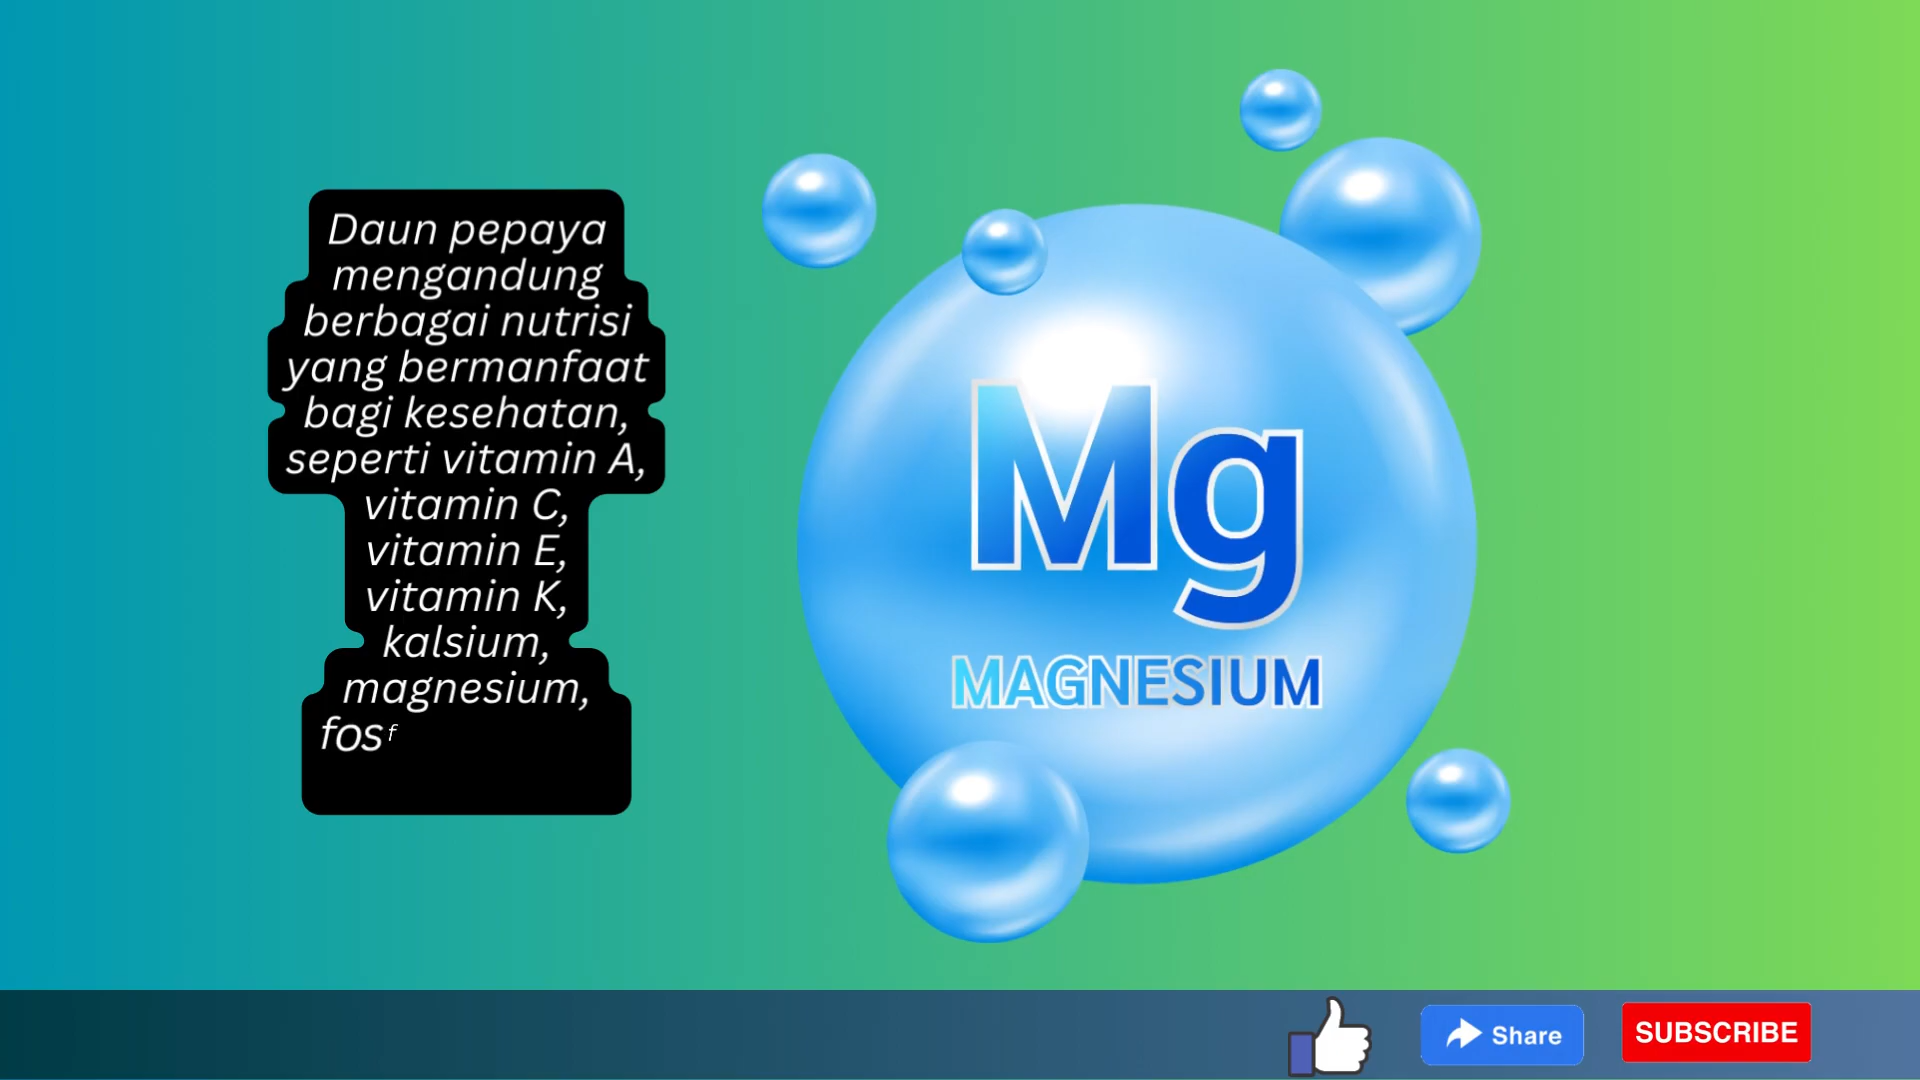 Daun pepaya
mengandung
berbagai nutrisi
yang bermanfaat
bagi kesehatan,
seperti vitamin A,
vitamin C,
vitamin E,
vitamin K,
kalsium,
magnesium,
fosf
Mg
MAGNESIUM
Share
SUBSCRIBE